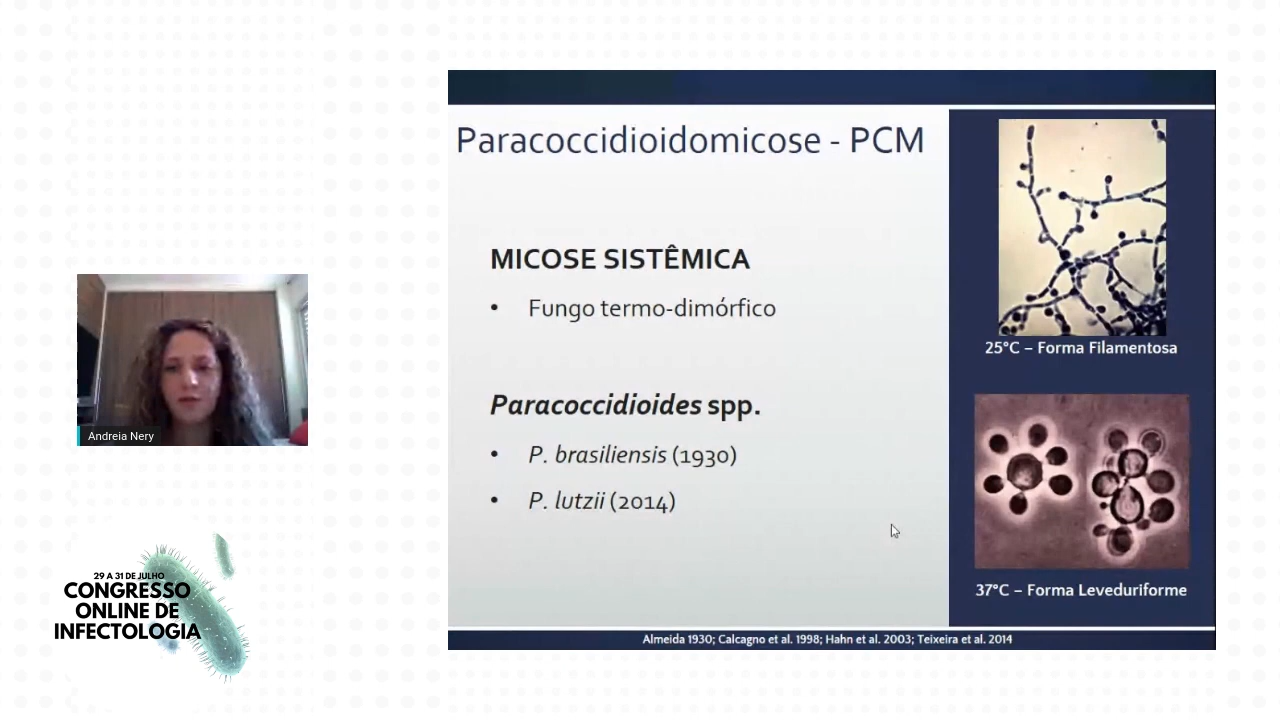 Paracoccidioidomicose - PCM
MICOSE SISTÊMICA
• Fungo termo-dimórfico
Paracoccidioides spp.
• P. brasiliensis (1930)
• P. lutzii (2014)
25°C – Forma Filamentosa
37°C – Forma Leveduriforme
Almeida 1930; Calcagno et al. 1998; Hahn et al. 2003; Teixeira et al. 2014
Andreia Nery
29 A 31 DE JULHO
CONGRESSO
ONLINE DE
INFECTOLOGIA